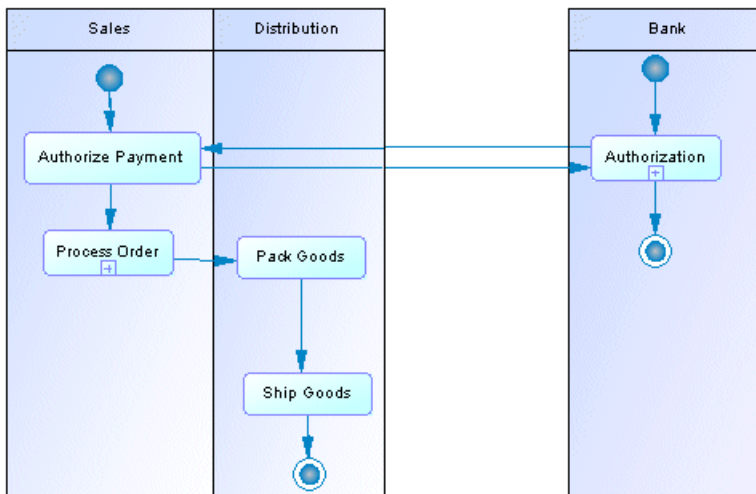 Sales
Distribution
Bank
Authorize Payment
Authorization
Process Order
Pack Goods
Ship Goods